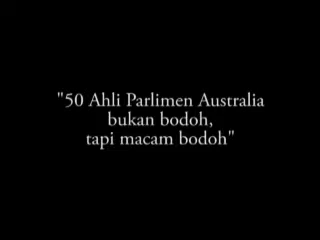 "50 Ahli Parlimen Australia
bukan bodoh,
tapi macam bodoh"